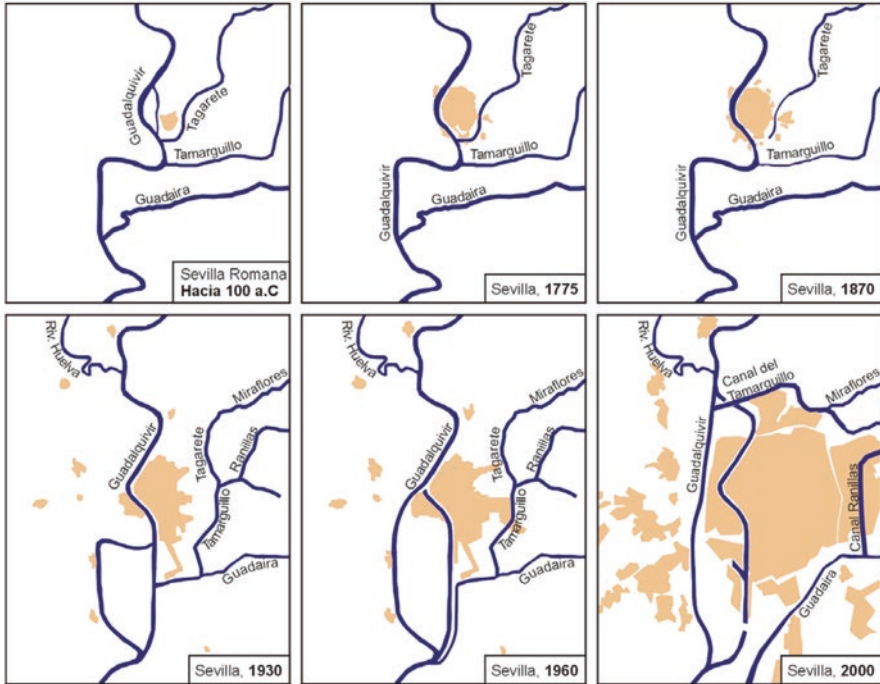 Guadalquivir
Tagarete
Tamarguillo
Guadaira
Sevilla Romana
Hacia 100 a.C
Tagarete
Tamarguillo
Guadalquivir
Guadaira
Sevilla, 1775
Tagarete
Tamarguillo
Guadalquivir
Guadaira
Sevilla, 1870
Riv. Huelva
Miraflores
Guadalquivir
Tagarete
Ranillas
Tamarguillo
Guadaira
Sevilla, 1930
Riv. Huelva
Miraflores
Guadalquivir
Tagarete
Ranillas
Tamarguillo
Guadaira
Sevilla, 1960
Riv. Huelva
Canal del
Tamarguillo
Miraflores
Guadalquivir
Canal Ranillas
Guadaira
Sevilla, 2000